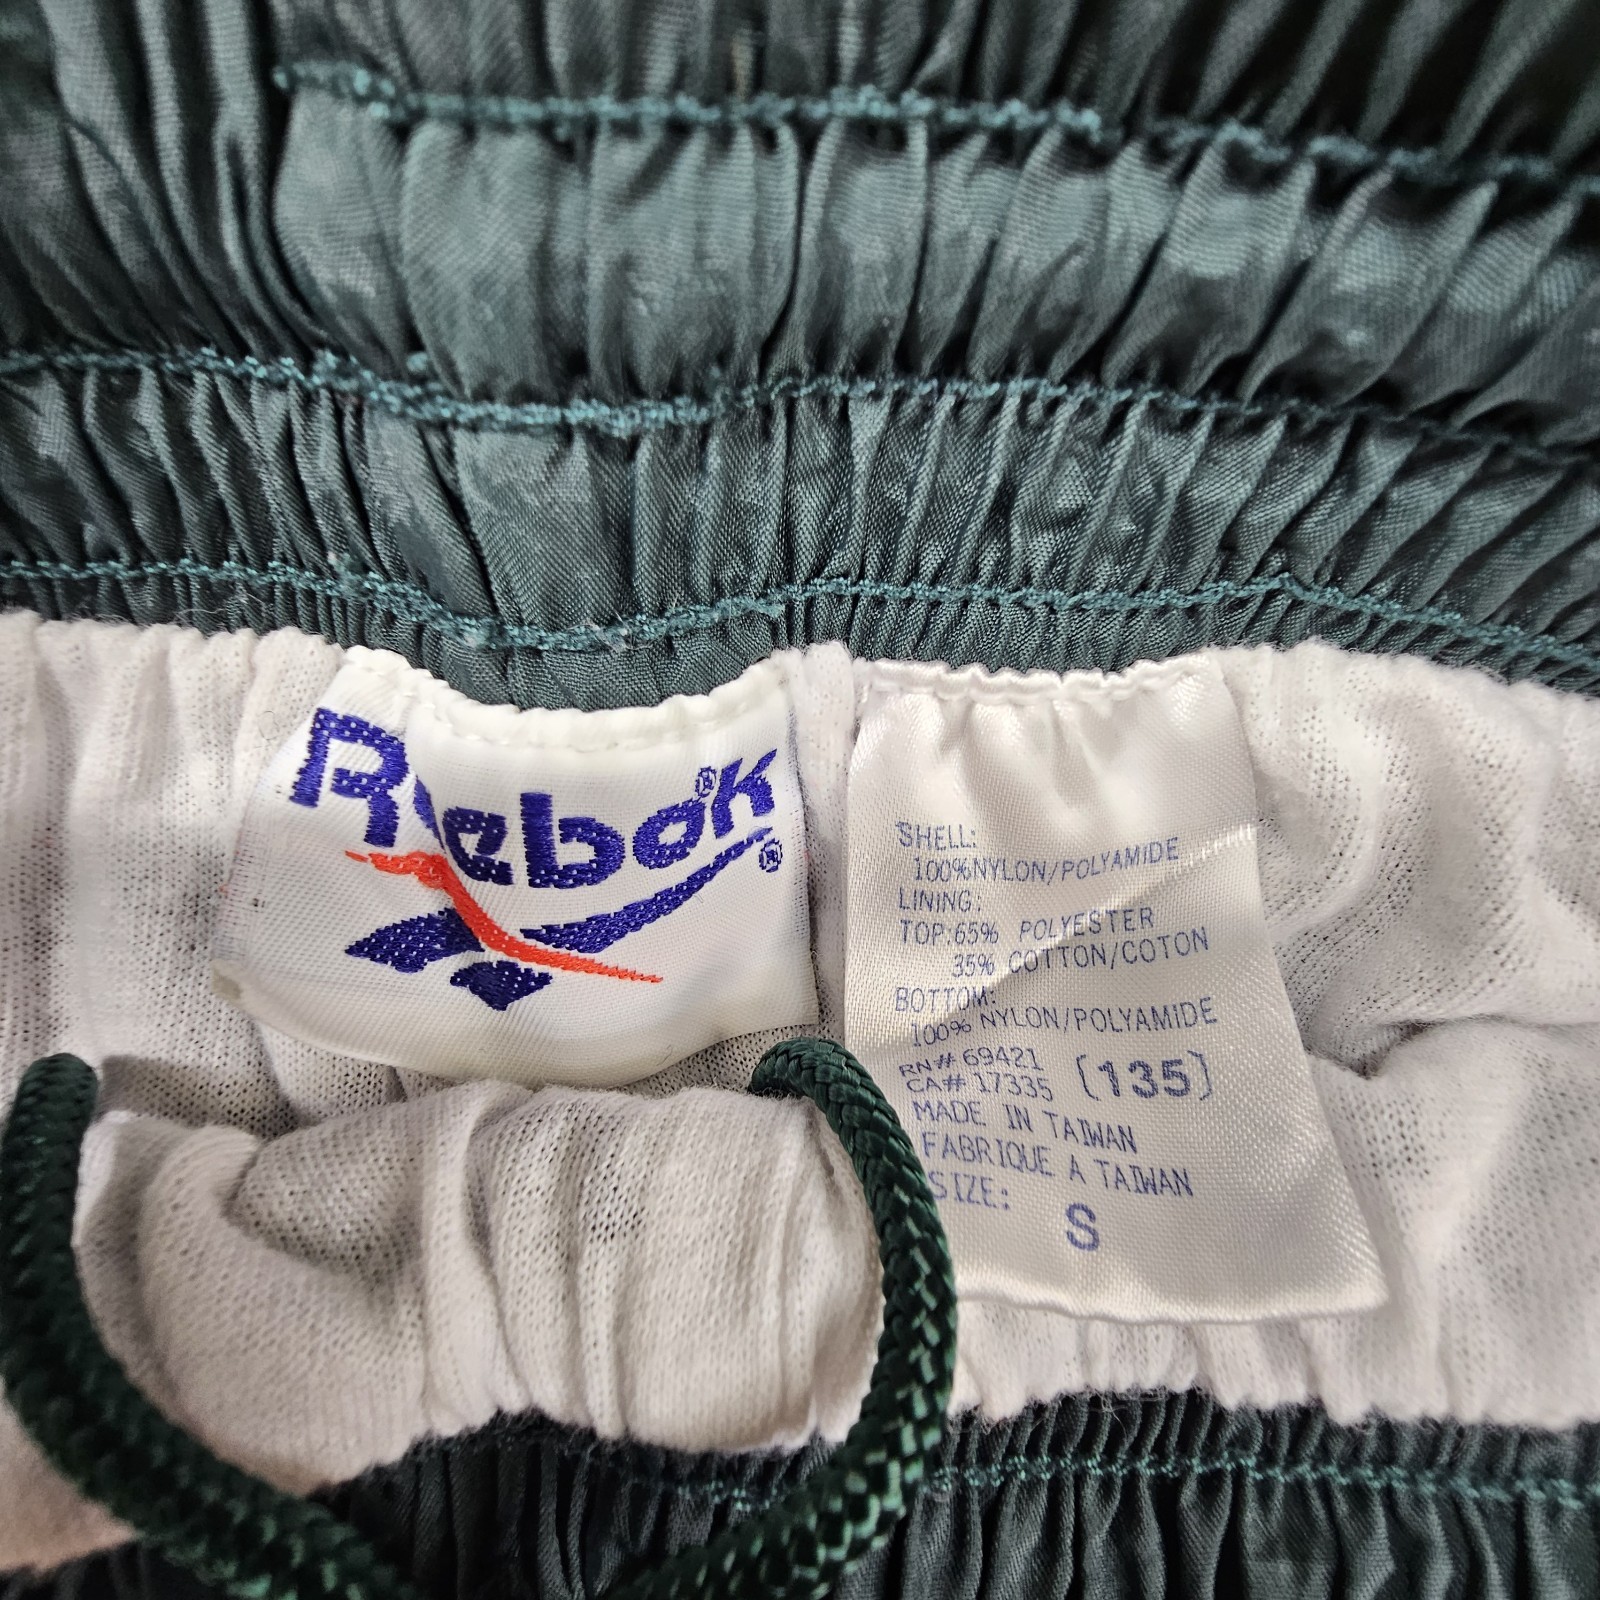 Reebok®
®
SHELL:
100%NYLON/POLYAMIDE
LINING:
TOP:65% POLYESTER
35% COTTON/COTON
BOTTOM:
100% NYLON/POLYAMIDE
RN# 69421
CA# 17335 (135)
MADE IN TAIWAN
FABRIQUE A TAIWAN
SIZE:
S